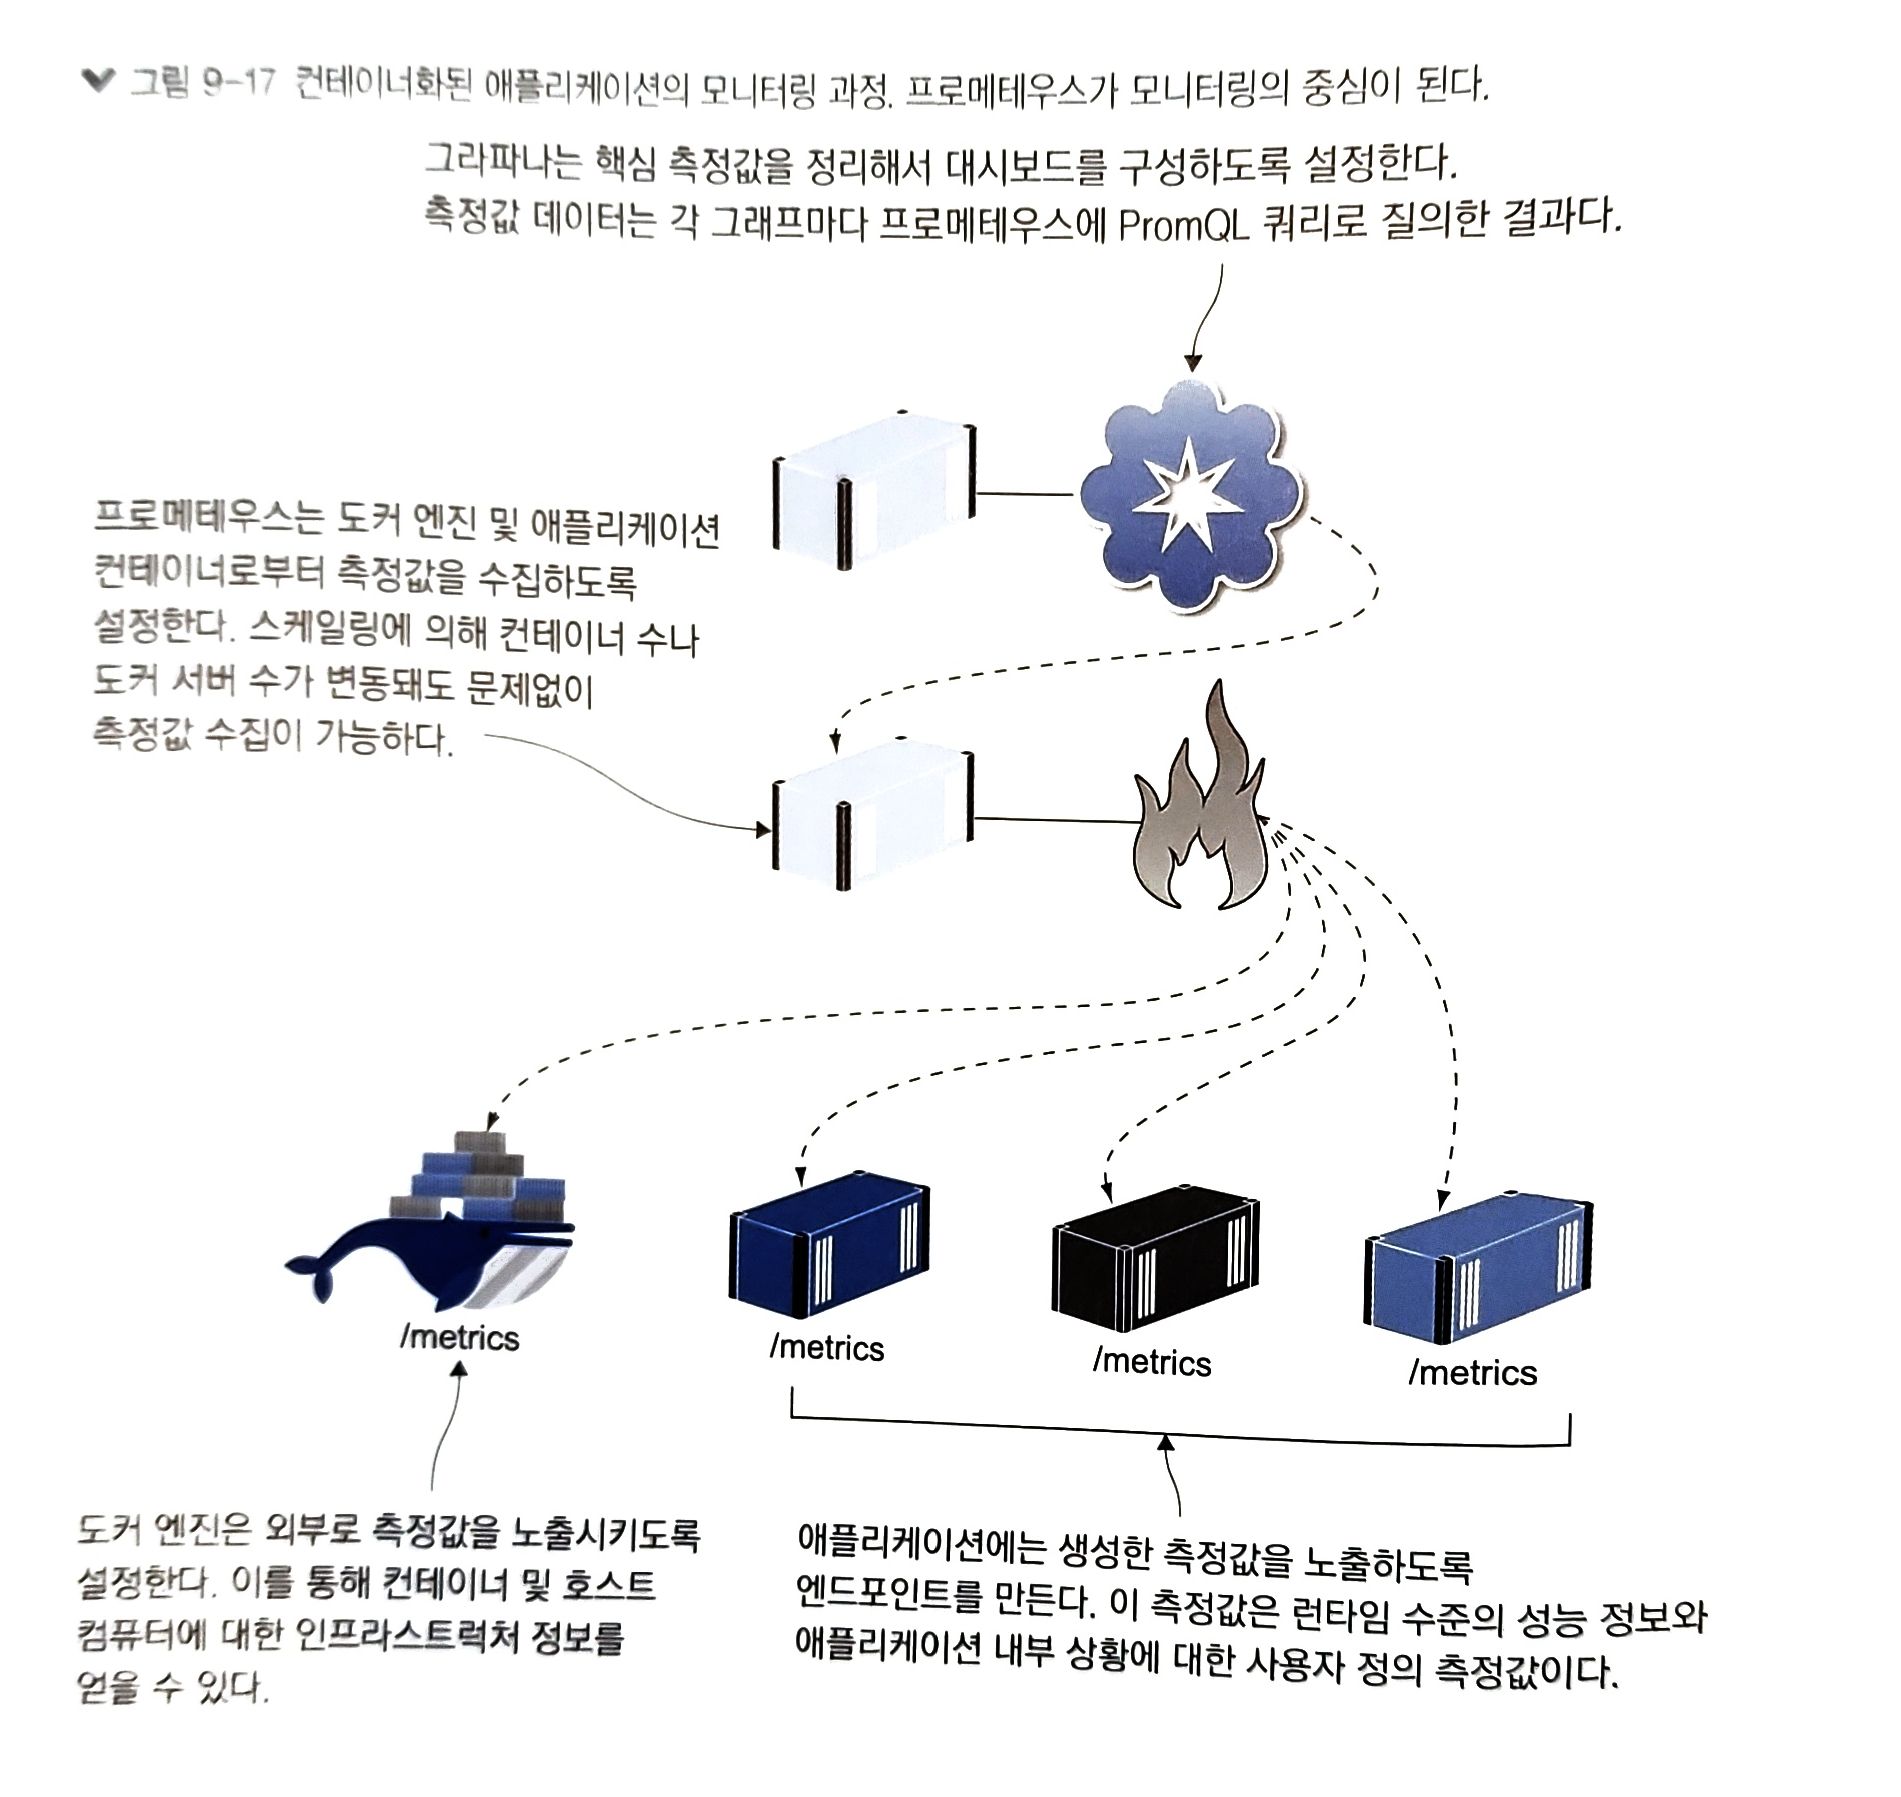 그림 9-17 컨테이너화된 애플리케이션의 모니터링 과정. 프로메테우스가 모니터링의 중심이 된다.
그라파나는 핵심 측정값을 정리해서 대시보드를 구성하도록 설정한다.
측정값 데이터는 각 그래프마다 프로메테우스에 PromQL 쿼리로 질의한 결과다.
프로메테우스는 도커 엔진 및 애플리케이션
컨테이너로부터 측정값을 수집하도록
설정한다. 스케일링에 의해 컨테이너 수나
도커 서버 수가 변동돼도 문제없이
측정값 수집이 가능하다.
/metrics
/metrics
/metrics
/metrics
도커 엔진은 외부로 측정값을 노출시키도록
설정한다. 이를 통해 컨테이너 및 호스트
컴퓨터에 대한 인프라스트럭처 정보를
얻을 수 있다.
애플리케이션에는 생성한 측정값을 노출하도록
엔드포인트를 만든다. 이 측정값은 런타임 수준의 성능 정보와
애플리케이션 내부 상황에 대한 사용자 정의 측정값이다.